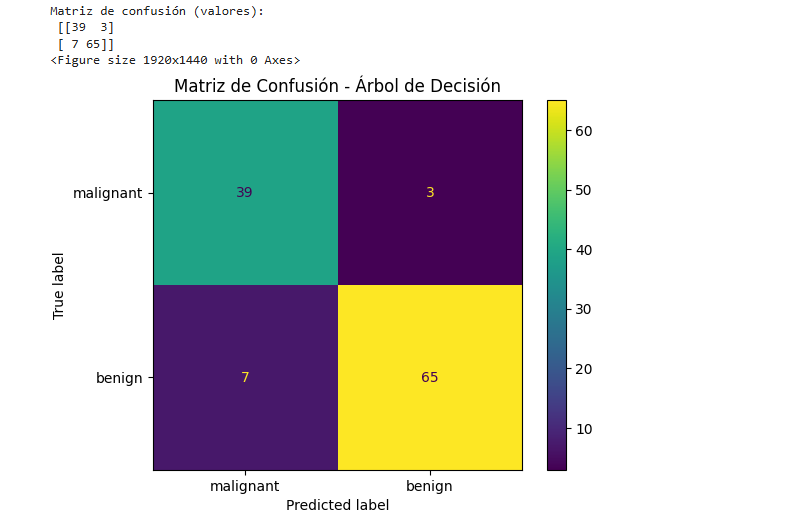 Matriz de confusión (valores):
[[39  3]
[ 7 65]]
<Figure size 1920x1440 with 0 Axes>
Matriz de Confusión - Árbol de Decisión
60
39
3
malignant
50
40
True label
30
7
65
benign
20
10
malignant
benign
Predicted label